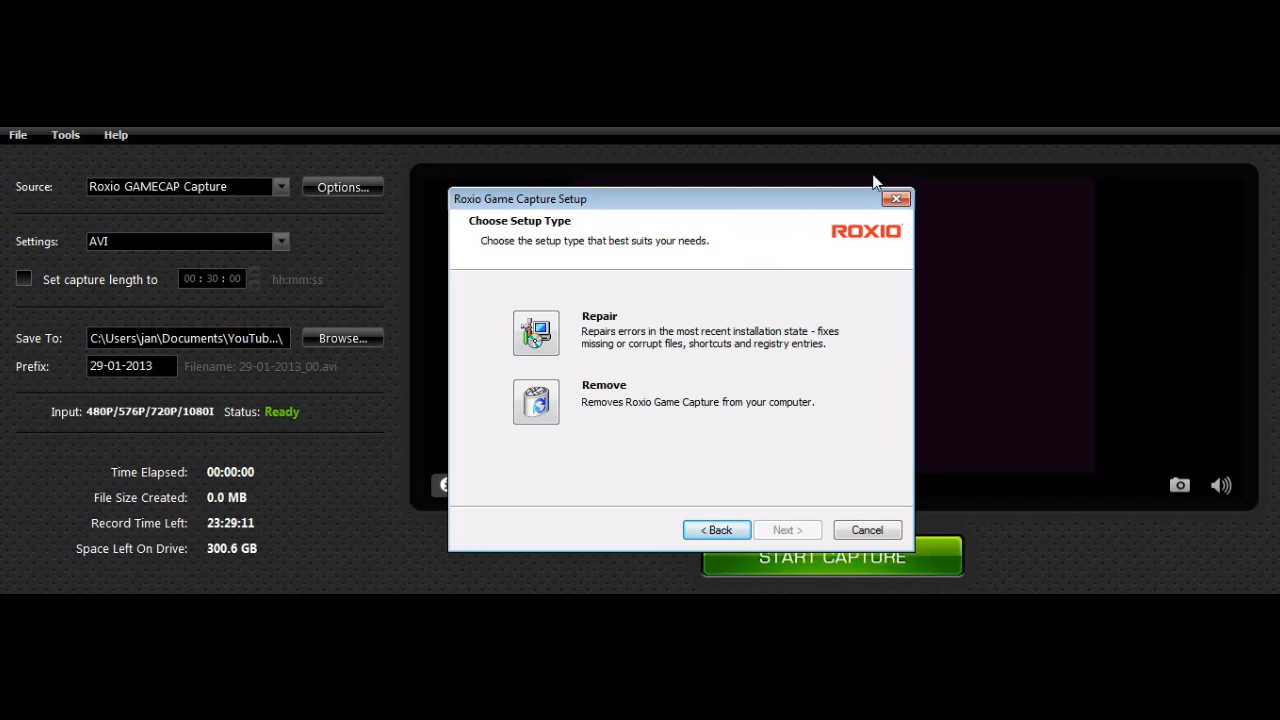 File Tools Help
Source: Roxio GAMECAP Capture Options...
Settings: AVI
Set capture length to 00 : 30 : 00 hh:mm:ss
Save To: C:\Users\jan\Documents\YouTub...\ Browse...
Prefix: 29-01-2013 Filename: 29-01-2013_00.avi
Input: 480P/576P/720P/1080I Status: Ready
Time Elapsed: 00:00:00
File Size Created: 0.0 MB
Record Time Left: 23:29:11
Space Left On Drive: 300.6 GB
Roxio Game Capture Setup
Choose Setup Type
Choose the setup type that best suits your needs.
ROXIO
Repair
Repairs errors in the most recent installation state - fixes
missing or corrupt files, shortcuts and registry entries.
Remove
Removes Roxio Game Capture from your computer.
< Back Next > Cancel
START CAPTURE